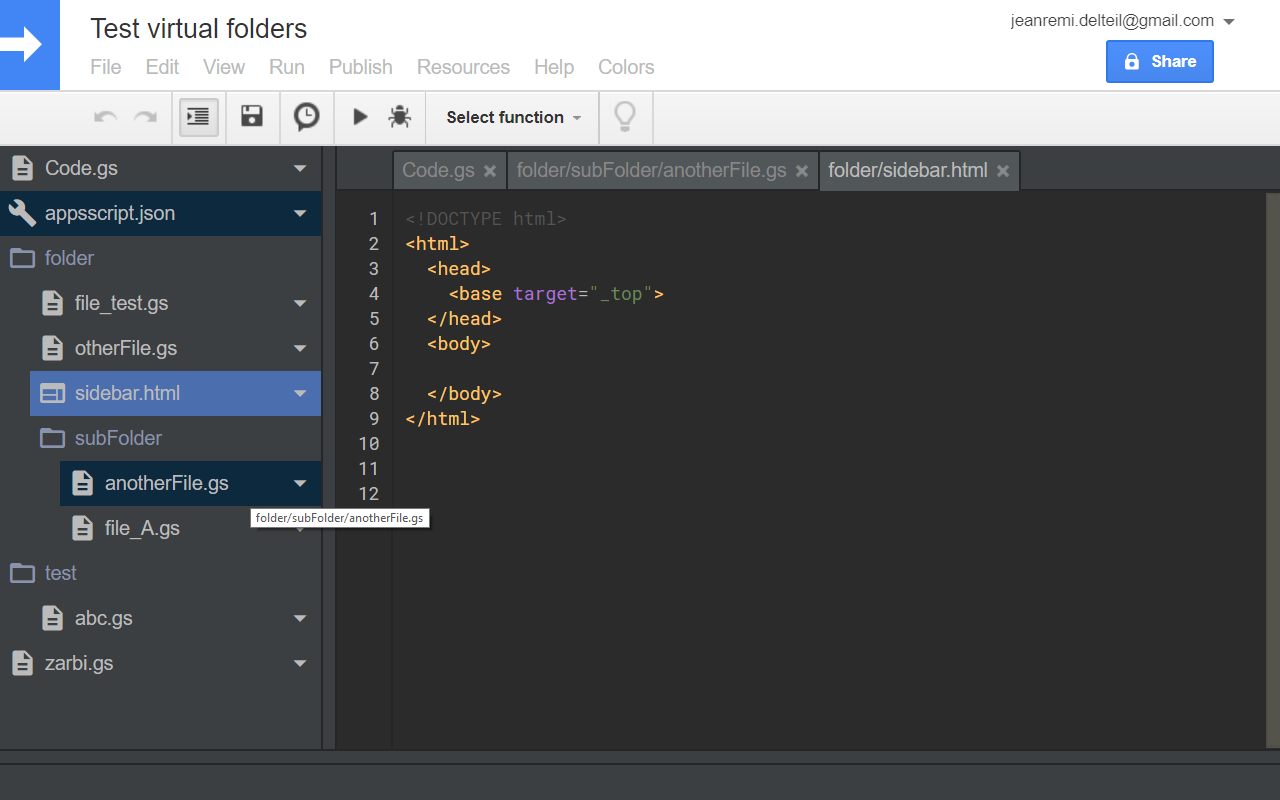 Test virtual folders
jeanremi.delteil@gmail.com
File Edit View Run Publish Resources Help Colors
Share
Select function
Code.gs
appsscript.json
folder
file_test.gs
otherFile.gs
sidebar.html
subFolder
anotherFile.gs
folder/subFolder/anotherFile.gs
file_A.gs
test
abc.gs
zarbi.gs
Code.gs folder/subFolder/anotherFile.gs folder/sidebar.html
1 <!DOCTYPE html>
2 <html>
3 <head>
4 <base target="_top">
5 </head>
6 <body>
7
8 </body>
9 </html>
10
11
12